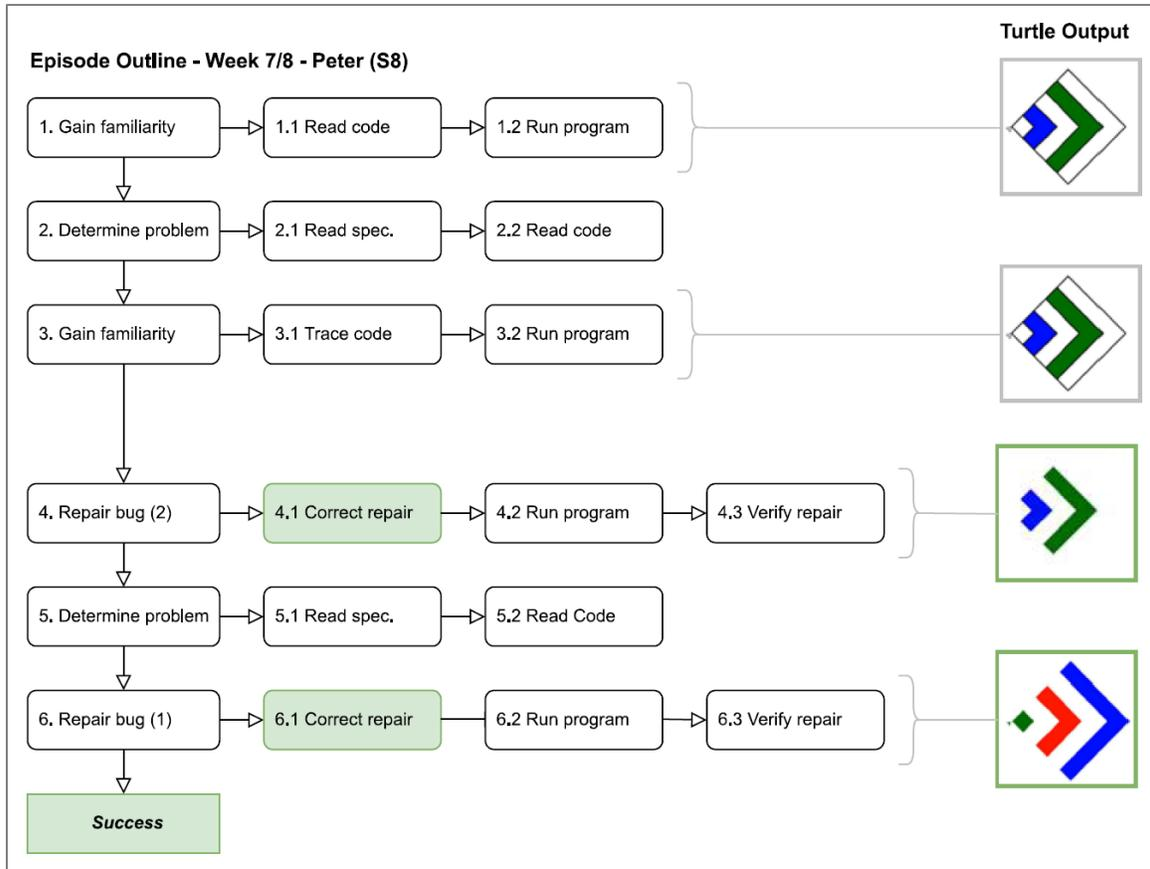 Turtle Output
Episode Outline - Week 7/8 - Peter (S8)
1. Gain familiarity
1.1 Read code
1.2 Run program
2. Determine problem
2.1 Read spec.
2.2 Read code
3. Gain familiarity
3.1 Trace code
3.2 Run program
4. Repair bug (2)
4.1 Correct repair
4.2 Run program
4.3 Verify repair
5. Determine problem
5.1 Read spec.
5.2 Read Code
6. Repair bug (1)
6.1 Correct repair
6.2 Run program
6.3 Verify repair
Success